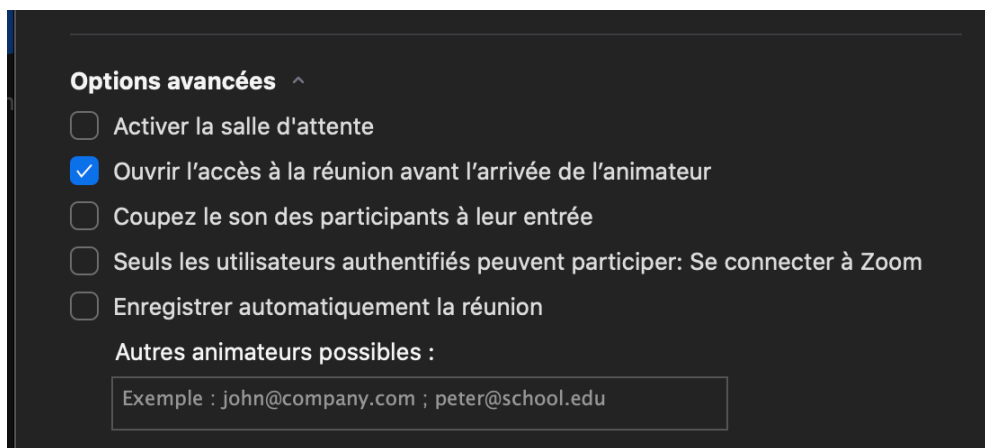 Options avancées
Activer la salle d'attente
Ouvrir l’accès à la réunion avant l’arrivée de l’animateur
Coupez le son des participants à leur entrée
Seuls les utilisateurs authentifiés peuvent participer: Se connecter à Zoom
Enregistrer automatiquement la réunion
Autres animateurs possibles :
Exemple : john@company.com ; peter@school.edu